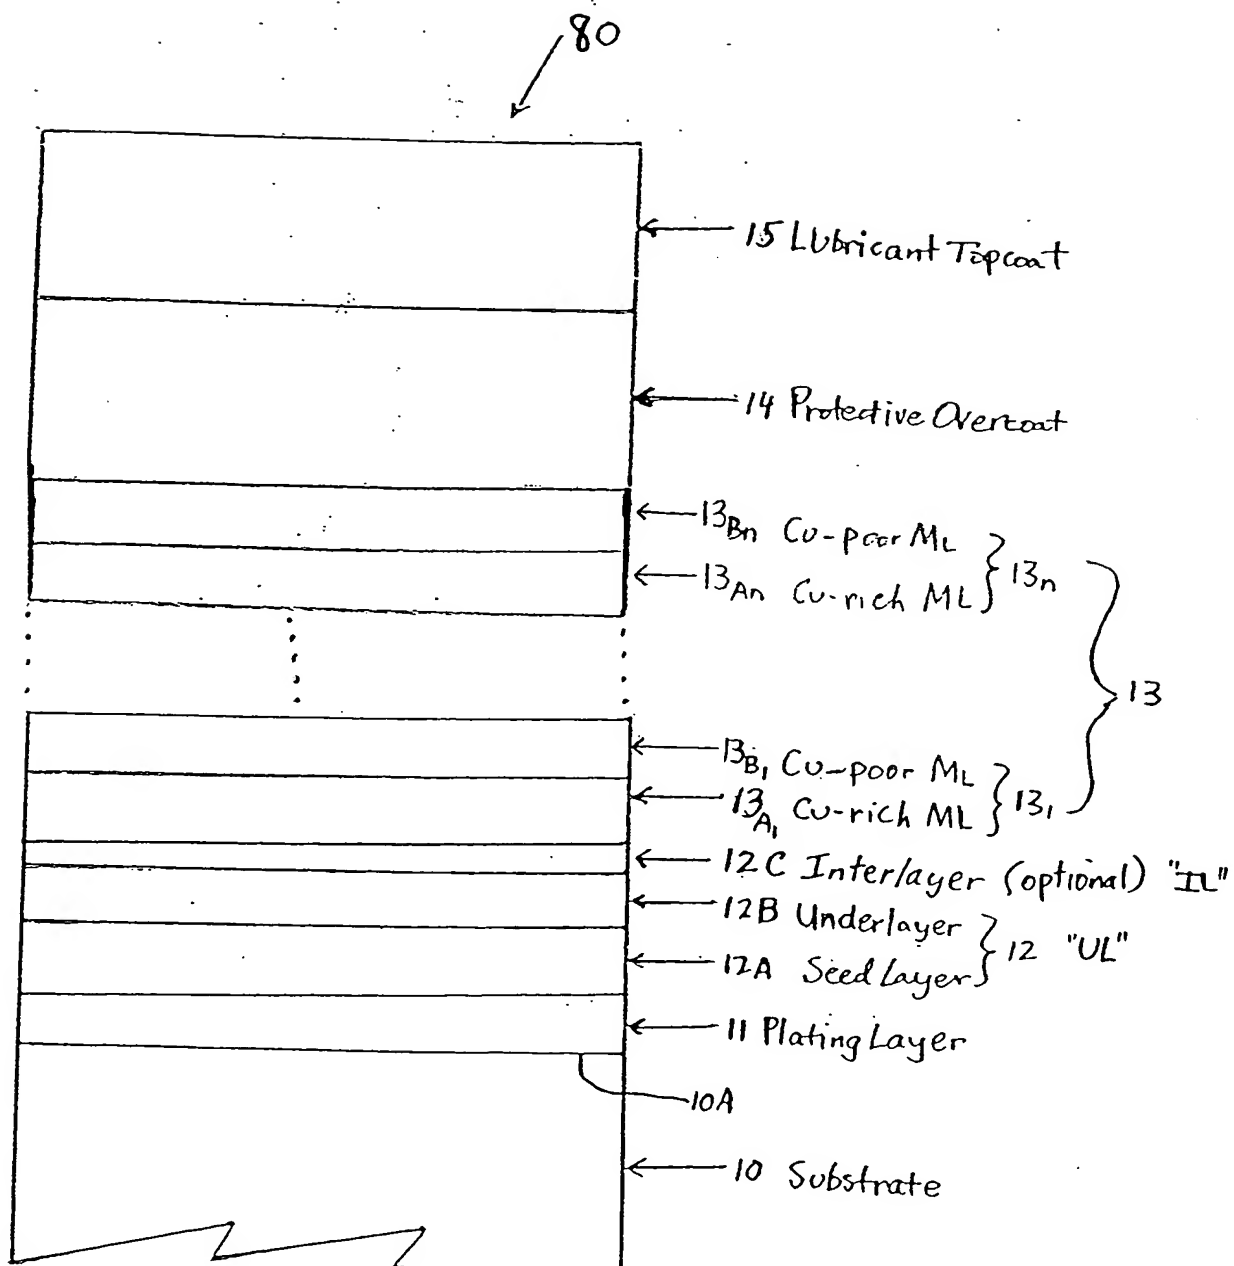 80
15 Lubricant Topcoat
14 Protective Overcoat
13Bn Cu-poor ML
13An Cu-rich ML
13n
13
13B1 Cu-poor ML
13A1 Cu-rich ML
131
12C Interlayer (optional) "IL"
12B Underlayer
12A Seed Layer
12 "UL"
11 Plating Layer
10A
10 Substrate